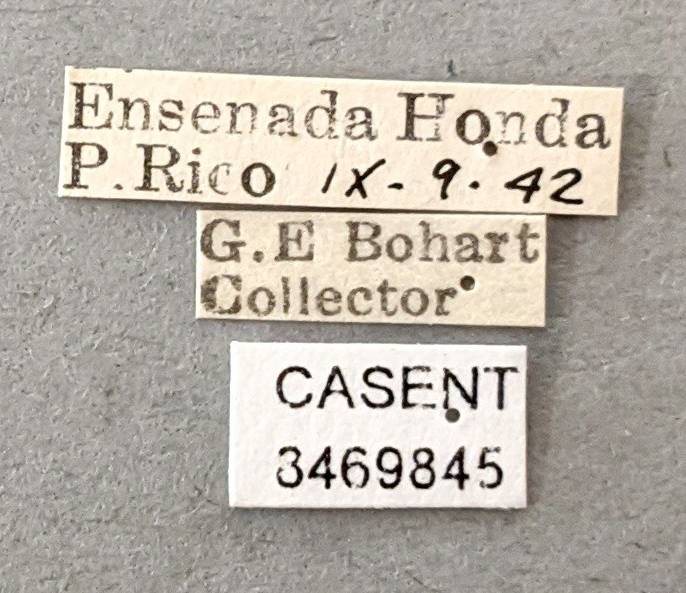 Ensenada Honda
P.Rico IX-9.42
G.E Bohart
Collector
CASENT
3469845